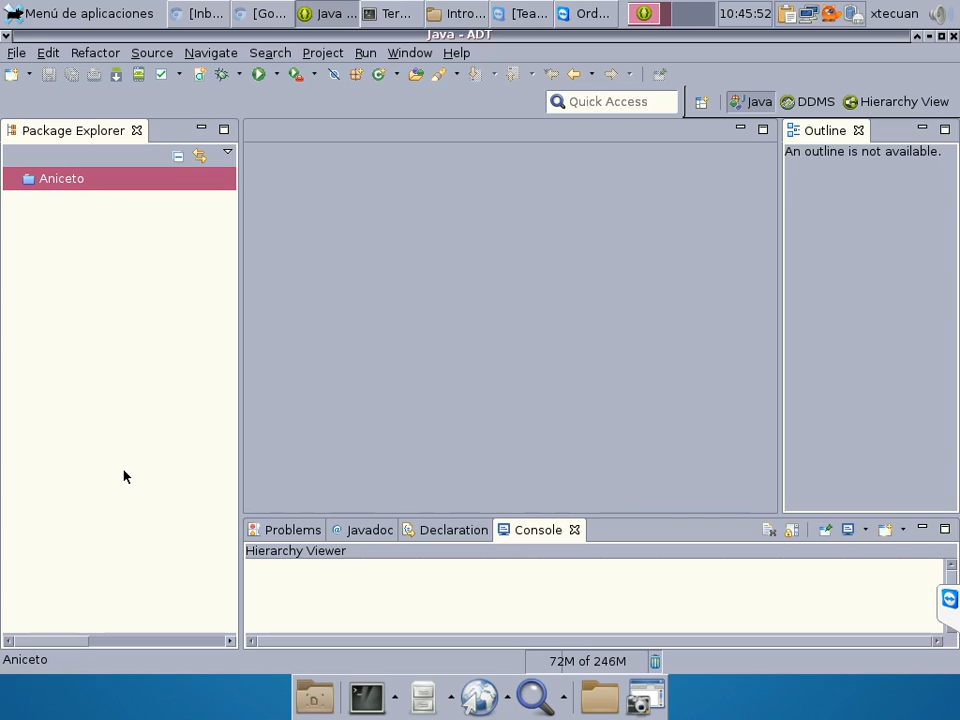 Menú de aplicaciones [Inb... [Go... Java ... Ter... Intro... [Tea... Ord... 10:45:52 xtecuan
Java - ADT
File Edit Refactor Source Navigate Search Project Run Window Help
Quick Access Java DDMS Hierarchy View
Package Explorer
Outline
An outline is not available.
Aniceto
Problems @ Javadoc Declaration Console
Hierarchy Viewer
Aniceto
72M of 246M